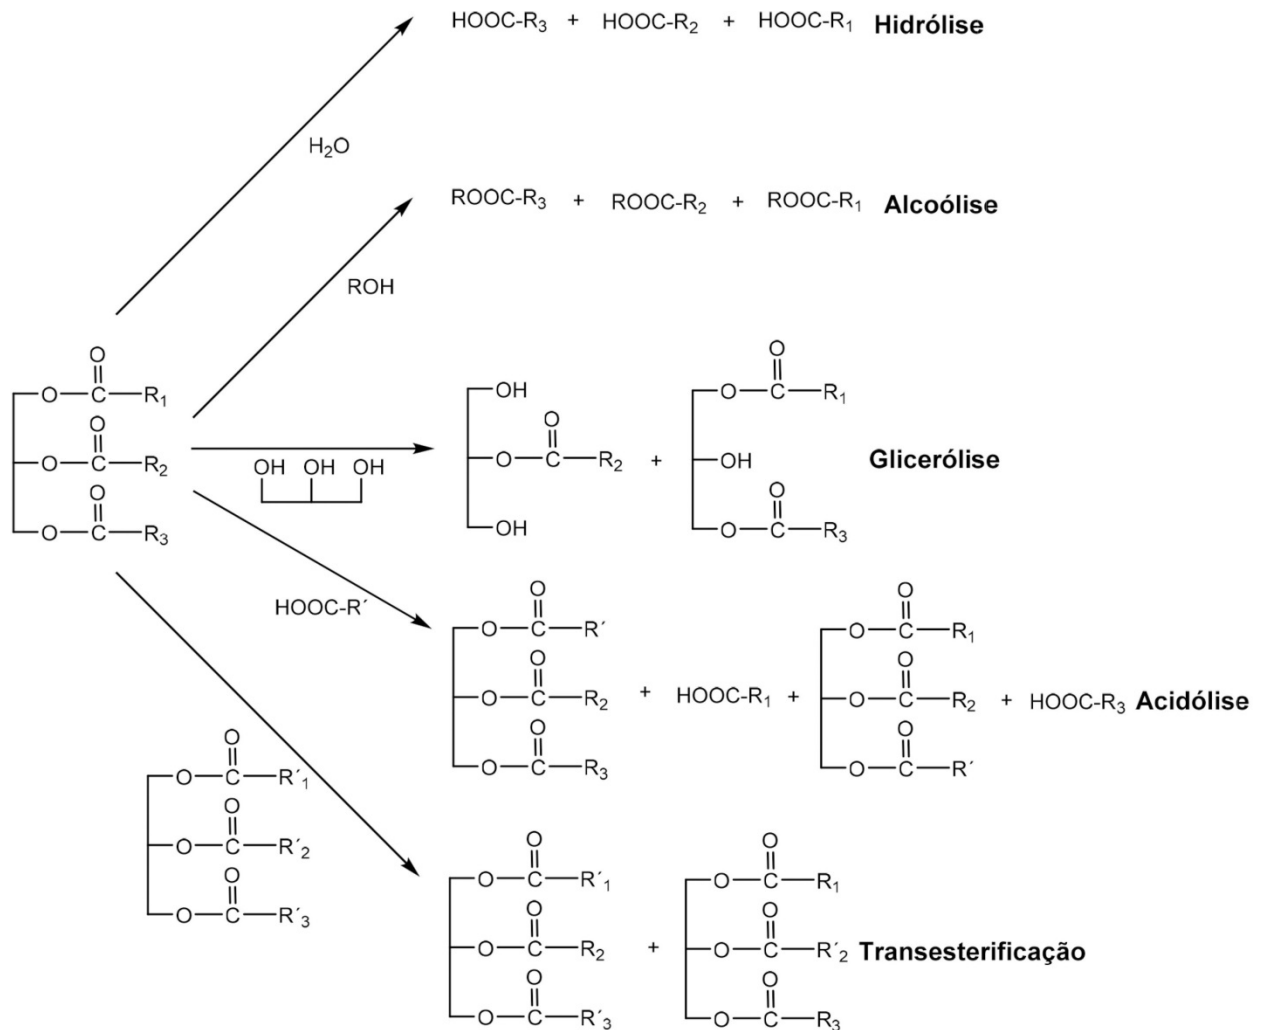 HOOC-R₃ + HOOC-R₂ + HOOC-R₁ Hidrólise
H₂O
ROOC-R₃ + ROOC-R₂ + ROOC-R₁ Alcoólise
ROH
O
O—C—R₁
O
O—C—R₂
O
O—C—R₃
OH OH OH
OH
O
O—C—R₂
OH
+
O
O—C—R₁
OH
O
O—C—R₃
Glicerólise
HOOC-R´
O
O—C—R´
O
O—C—R₂
O
O—C—R₃
+ HOOC-R₁ +
O
O—C—R₁
O
O—C—R₂
O
O—C—R´
+ HOOC-R₃ Acidólise
O
O—C—R´₁
O
O—C—R´₂
O
O—C—R´₃
O
O—C—R´₁
O
O—C—R₂
O
O—C—R´₃
+
O
O—C—R₁
O
O—C—R´₂ Transesterificação
O
O—C—R₃